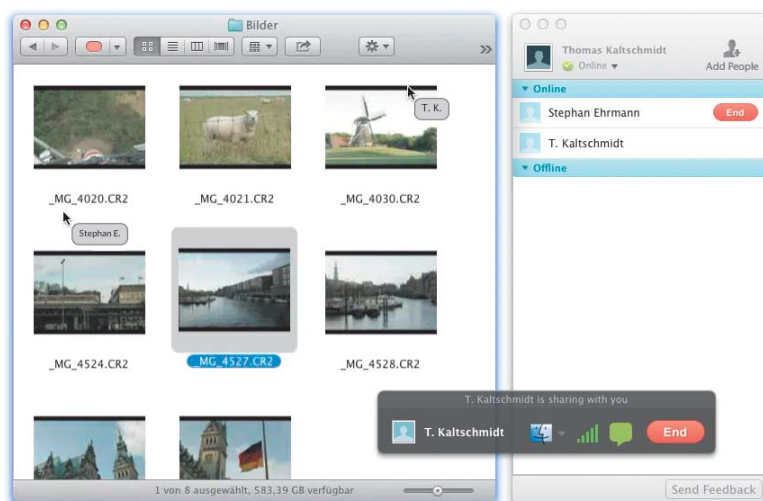 Bilder
T. K.
_MG_4020.CR2
_MG_4021.CR2
_MG_4030.CR2
Stephan E.
_MG_4524.CR2
_MG_4527.CR2
_MG_4528.CR2
1 von 8 ausgewählt, 583,39 GB verfügbar
Thomas Kaltschmidt
Online
Add People
Online
Stephan Ehrmann
End
T. Kaltschmidt
Offline
T. Kaltschmidt is sharing with you
T. Kaltschmidt
End
Send Feedback